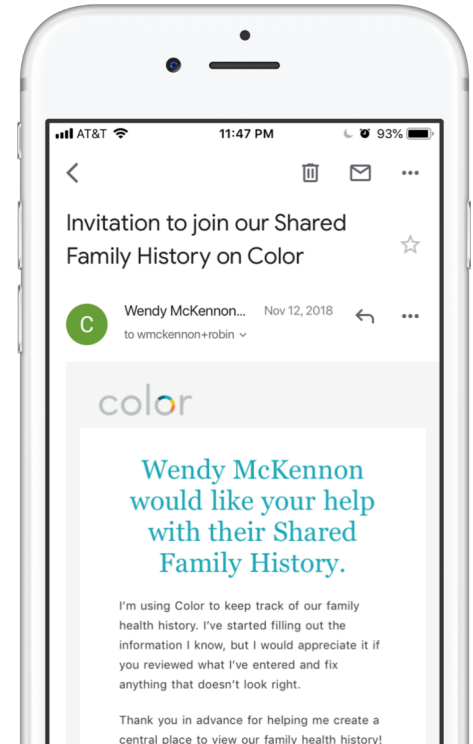 AT&T 11:47 PM 93%
Invitation to join our Shared
Family History on Color
C
Wendy McKennon... Nov 12, 2018
to wmckennon+robin
color
Wendy McKennon
would like your help
with their Shared
Family History.
I'm using Color to keep track of our family
health history. I've started filling out the
information I know, but I would appreciate it if
you reviewed what I've entered and fix
anything that doesn't look right.
Thank you in advance for helping me create a
central place to view our family health history!